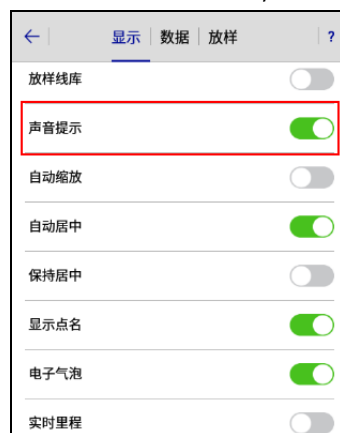 显示 数据 放样 ?
放样线库
声音提示
自动缩放
自动居中
保持居中
显示点名
电子气泡
实时里程